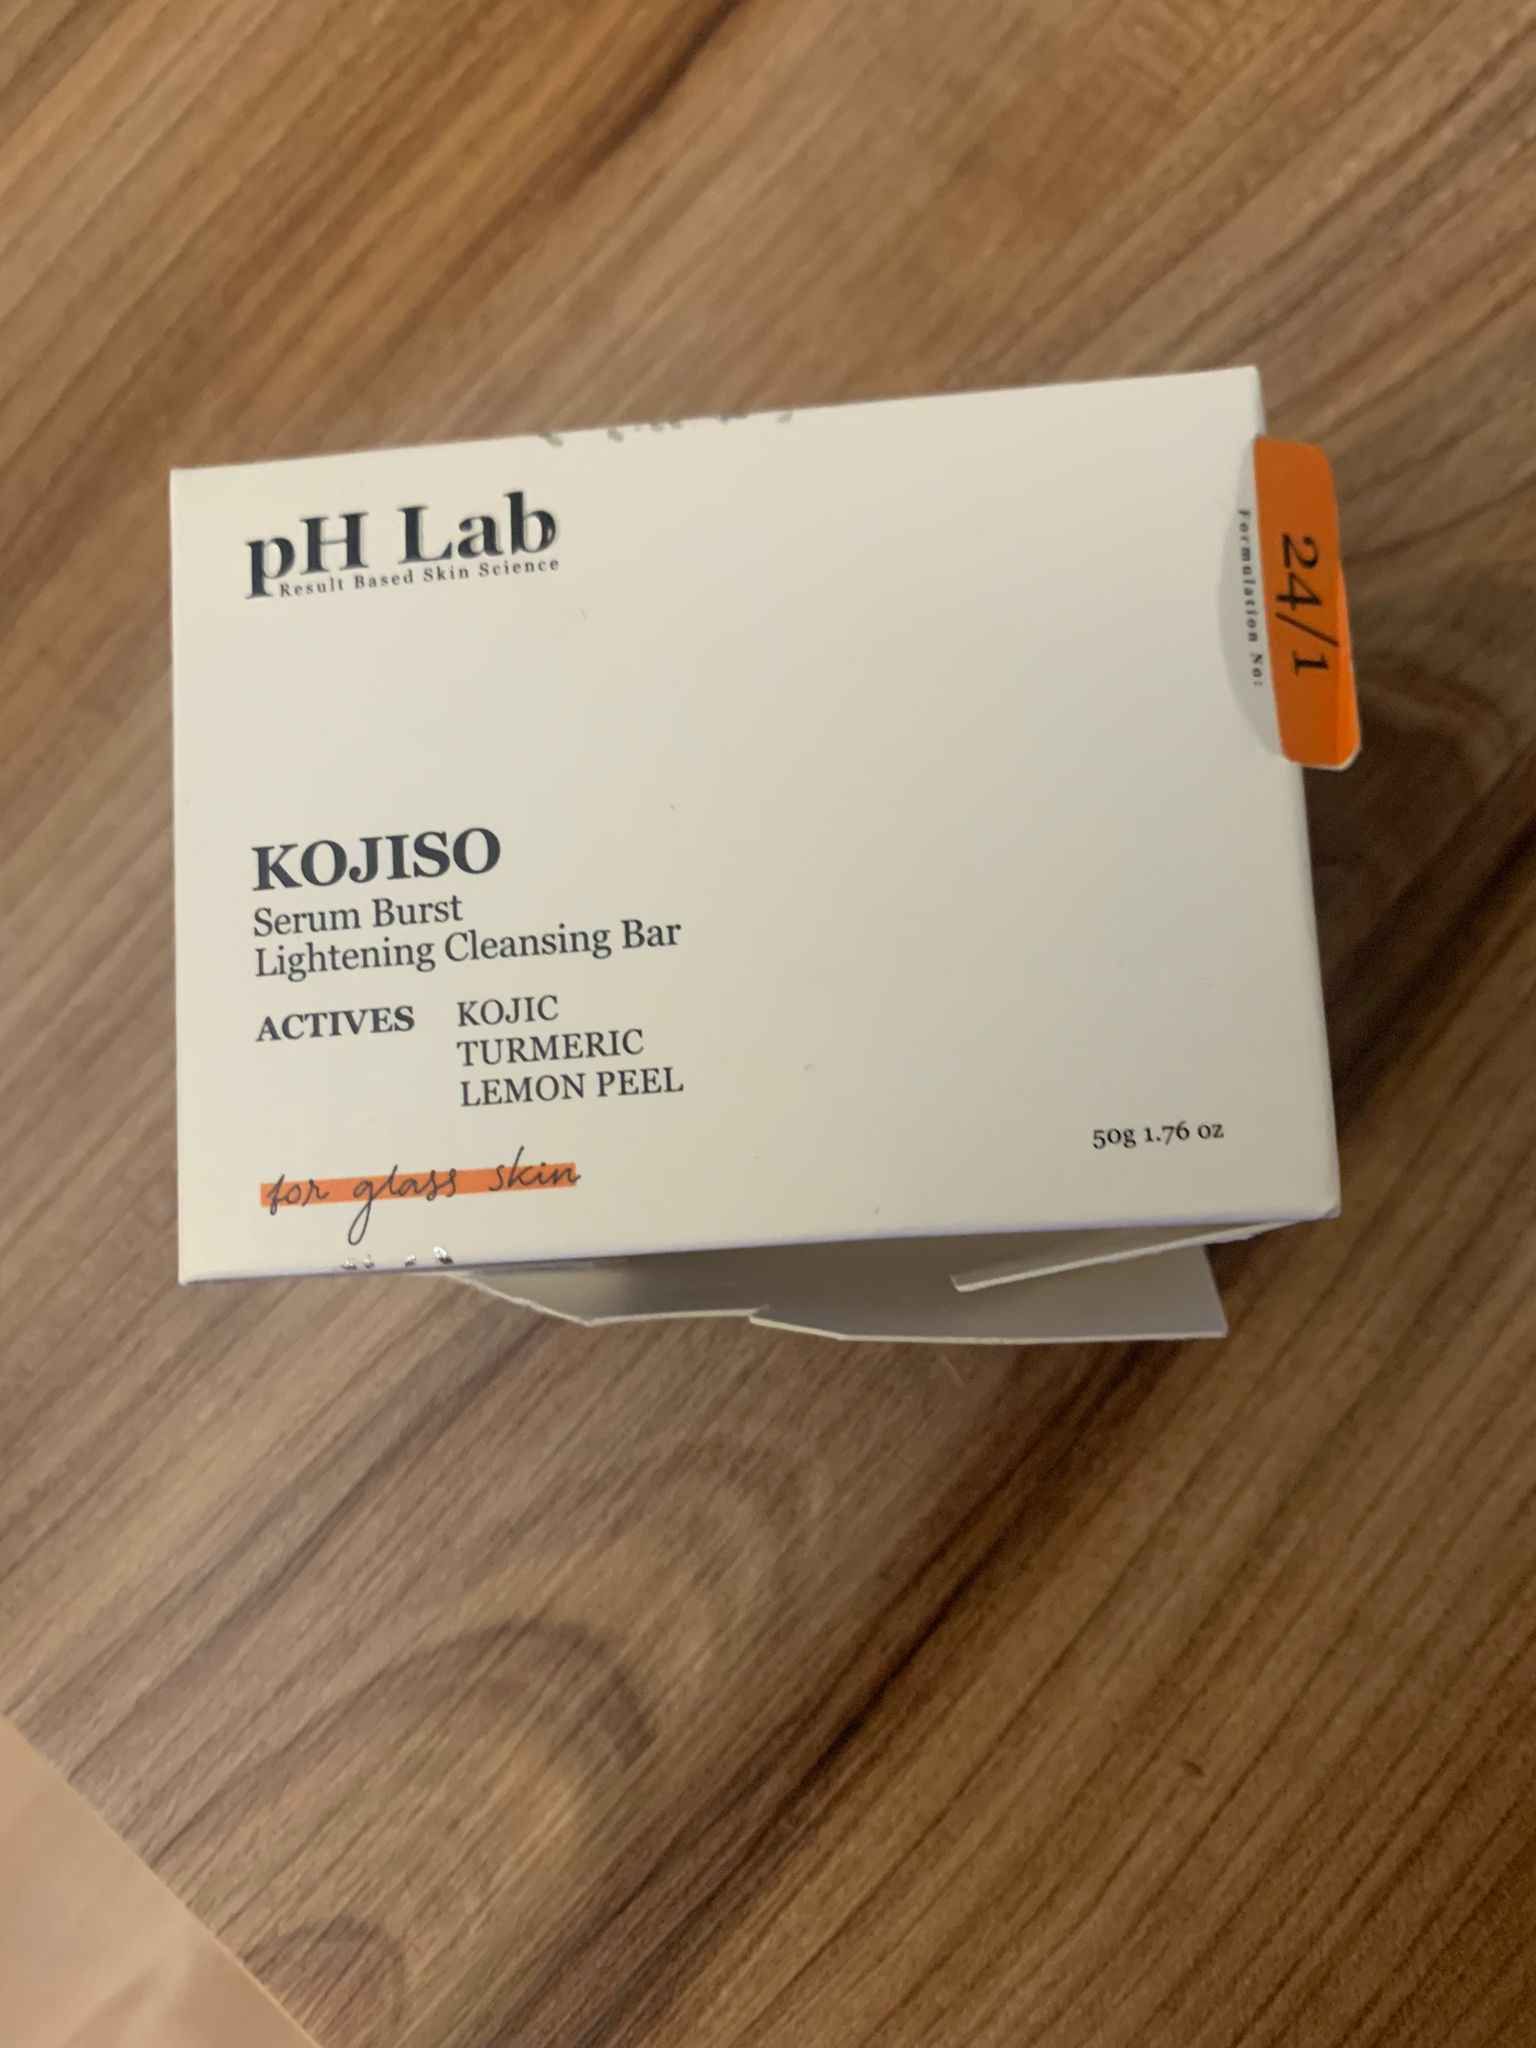 pH Lab
Result Based Skin Science
Formulation No:
24/1
KOJISO
Serum Burst
Lightening Cleansing Bar
ACTIVES KOJIC
TURMERIC
LEMON PEEL
50g 1.76 oz
for glass skin